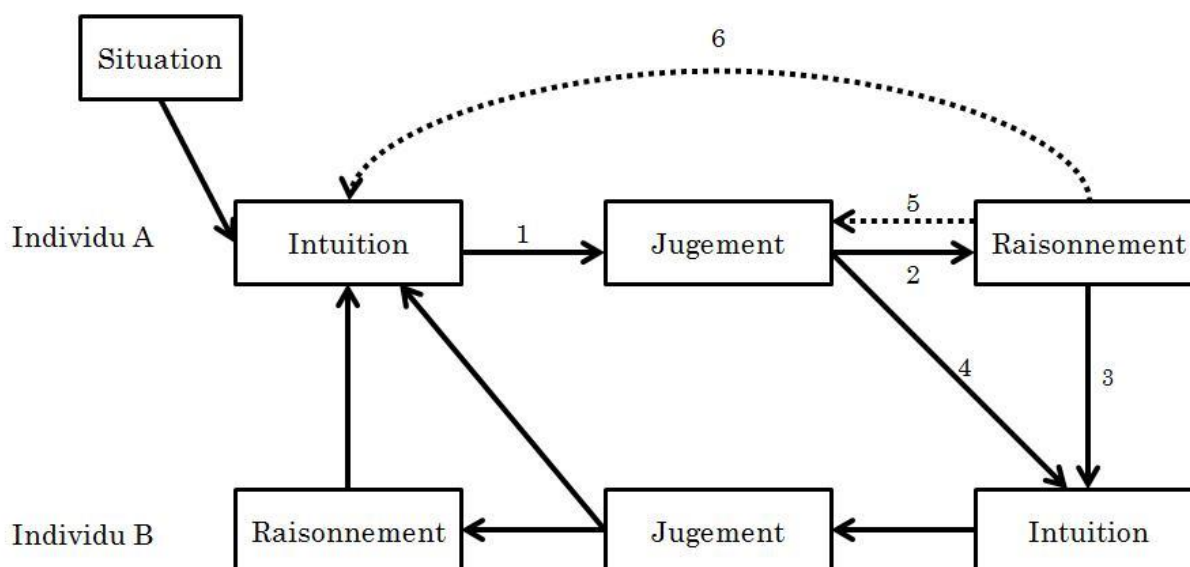 6
Situation
5
Individu A
Intuition
1
Jugement
Raisonnement
2
4
3
Individu B
Raisonnement
Jugement
Intuition